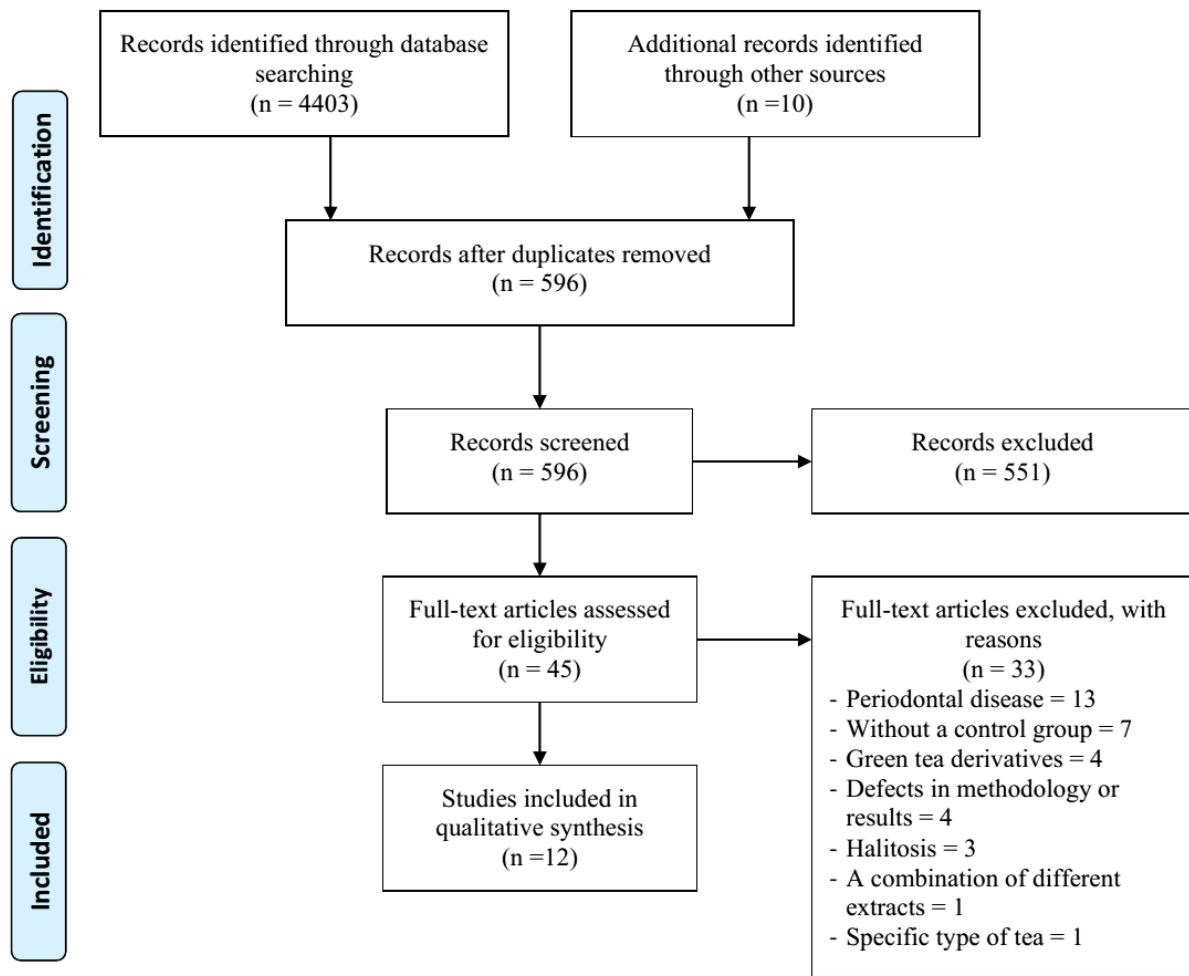 Records identified through database
searching
(n = 4403)
Additional records identified
through other sources
(n =10)
Identification
Records after duplicates removed
(n = 596)
Screening
Records screened
(n = 596)
Records excluded
(n = 551)
Eligibility
Full-text articles assessed
for eligibility
(n = 45)
Full-text articles excluded, with
reasons
(n = 33)
- Periodontal disease = 13
- Without a control group = 7
- Green tea derivatives = 4
- Defects in methodology or
results = 4
- Halitosis = 3
- A combination of different
extracts = 1
- Specific type of tea = 1
Included
Studies included in
qualitative synthesis
(n =12)